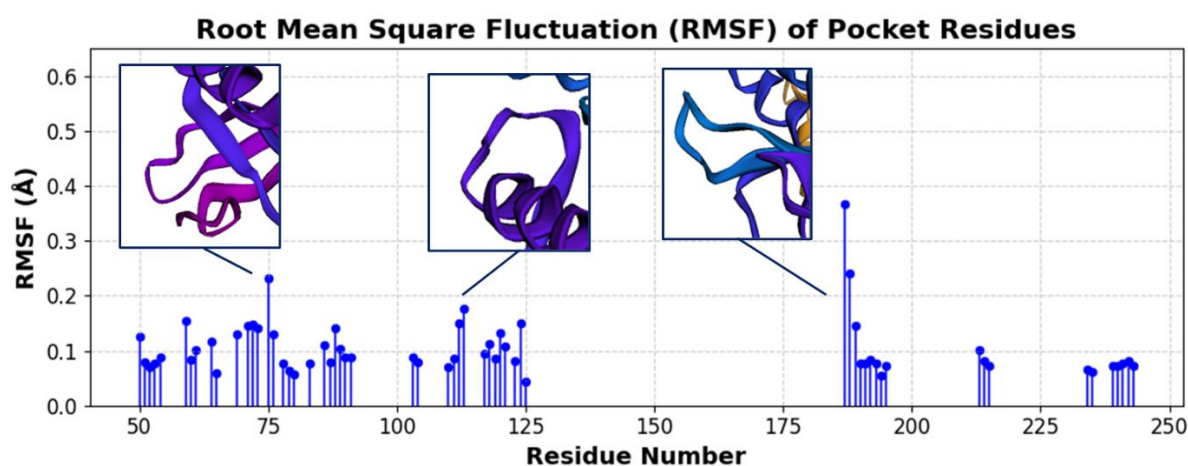 Root Mean Square Fluctuation (RMSF) of Pocket Residues
RMSF (Å)
0.6
0.5
0.4
0.3
0.2
0.1
0.0
50 75 100 125 150 175 200 225 250
Residue Number